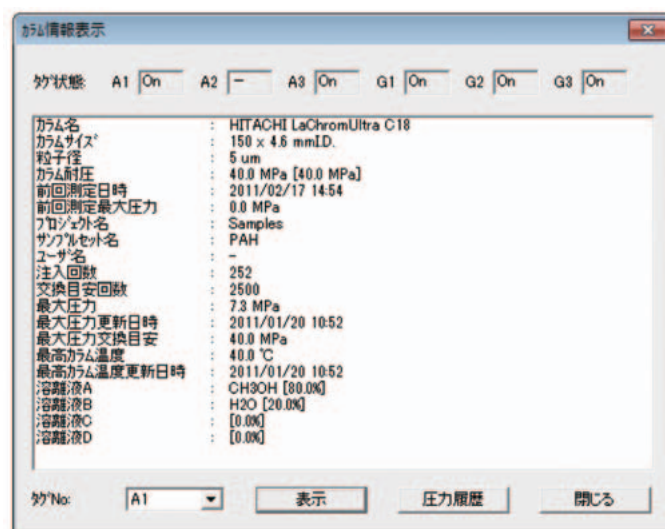 ｶﾗﾑ情報表示
ﾀｸﾞ状態: A1 On A2 - A3 On G1 On G2 On G3 On
カラム名 : HITACHI LaChromUltra C18
カラムサイズ : 150 x 4.6 mmI.D.
粒子径 : 5 um
カラム耐圧 : 40.0 MPa [40.0 MPa]
前回測定日時 : 2011/02/17 14:54
前回測定最大圧力 : 0.0 MPa
ﾌﾟﾛｼﾞｪｸﾄ名 : Samples
ｻﾝﾌﾟﾙｾｯﾄ名 : PAH
ﾕｰｻﾞ名 : -
注入回数 : 252
交換目安回数 : 2500
最大圧力 : 7.3 MPa
最大圧力更新日時 : 2011/01/20 10:52
最大圧力交換目安 : 40.0 MPa
最高ｶﾗﾑ温度 : 40.0 ℃
最高ｶﾗﾑ温度更新日時 : 2011/01/20 10:52
溶離液A : CH3OH [80.0%]
溶離液B : H2O [20.0%]
溶離液C : [0.0%]
溶離液D : [0.0%]
ﾀｸﾞNo: A1 表示 圧力履歴 閉じる